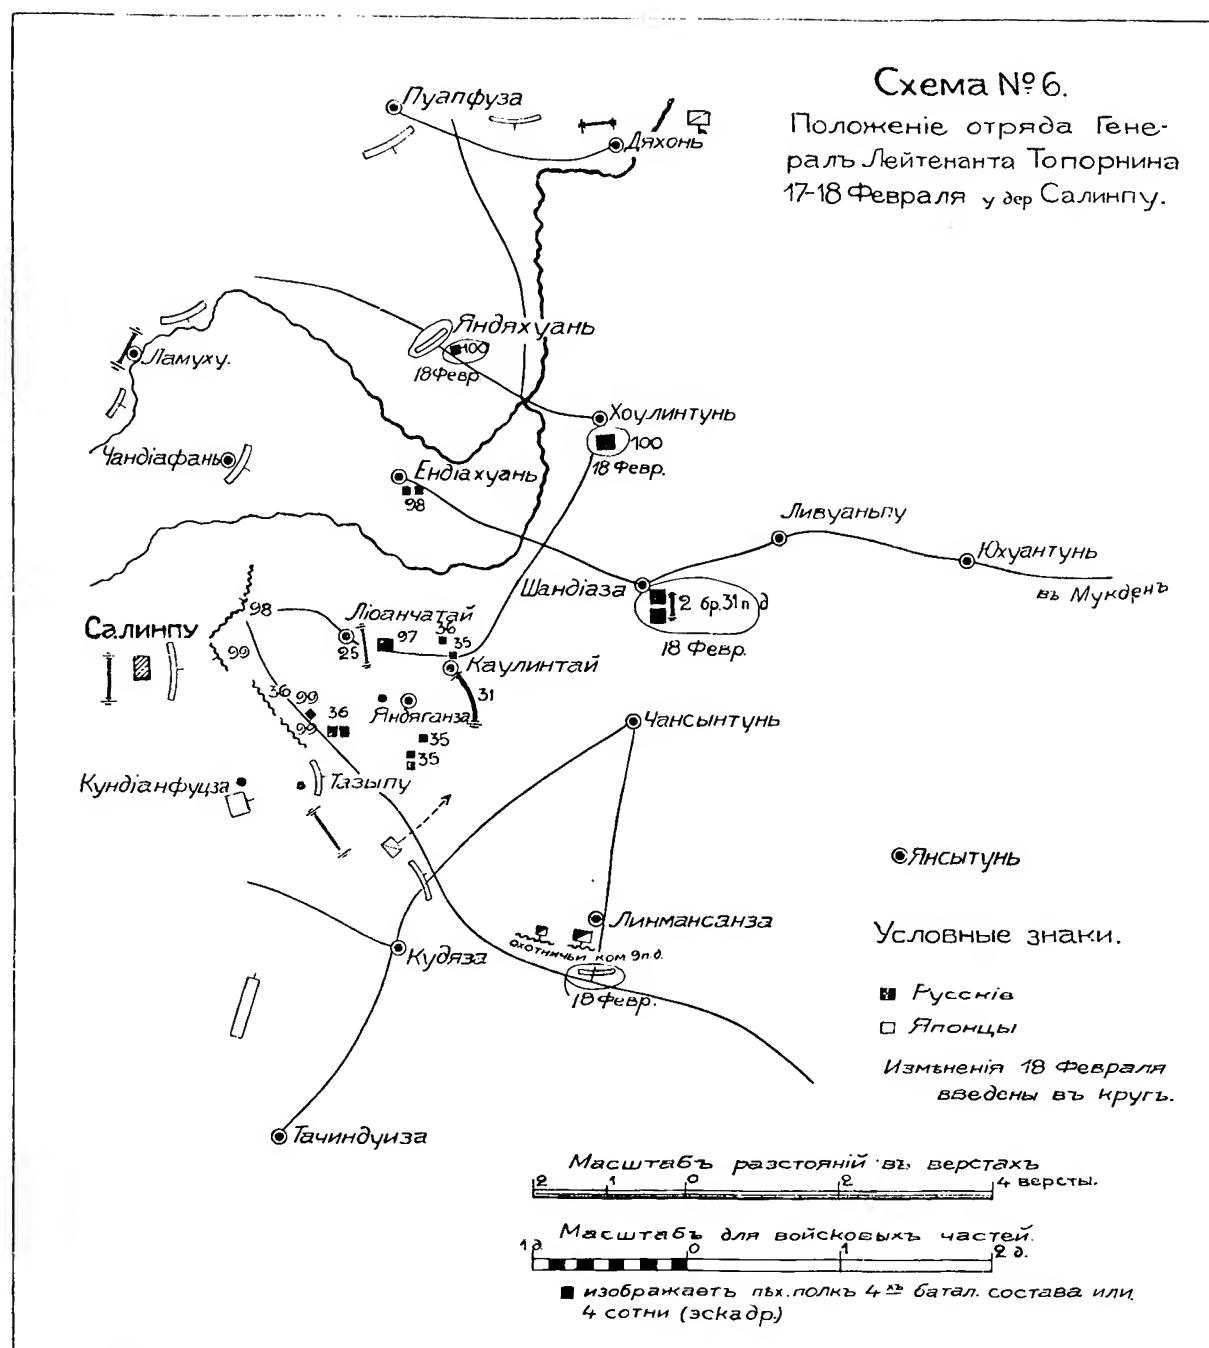 Схема № 6.
Положеніе отряда Гене-
ралъ Лейтенанта Топорнина
17-18 Февраля у дер Салинпу.
Пуапфуза
Дяхонь
Яндяхуань
100
18 Февр.
Ламуху.
Хоулинтунь
100
18 Февр.
Чандіафань
Ендіахуань
98
Ливуаньпу
Юхуантунь
въ Мукденъ
Шандіаза
2 бр. 31 п д
18 Февр.
98
Ліоанчатай
Салинпу
25
97
36
35
99
Каулинтай
36
99
31
99
36
Яндяганза
35
35
Чансынтунь
Кундіанфуцза
Тазыпу
Янсытунь
Линмансанза
охотничьи ком 9 п.д.
Кудяза
18 Февр.
Условные знаки.
Русскіе
Японцы
Измѣненія 18 Февраля
введены въ кругъ.
Тачиндуиза
Масштабъ разстояній въ верстахъ
2 1 0 2 4 версты.
Масштабъ для войсковыхъ частей.
1 д. 0 1 2 д.
изображаетъ пѣх. полкъ 4хъ батал. состава или
4 сотни (эскадр.)